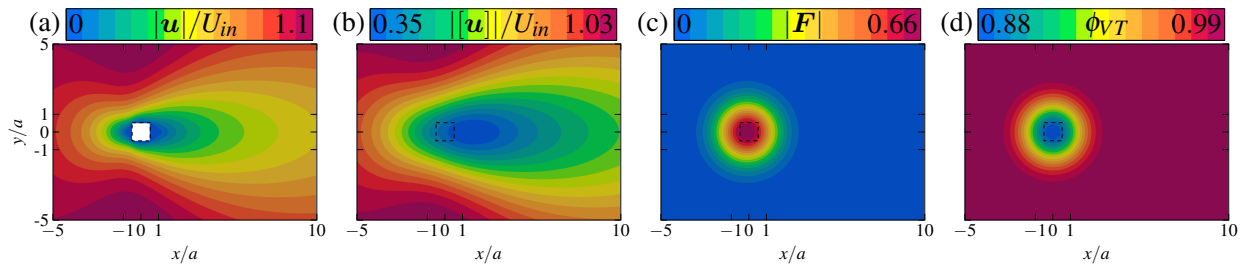 (a) 0 |u|/U_in 1.1 (b) 0.35 |[u]|/U_in 1.03 (c) 0 |F| 0.66 (d) 0.88 ϕ_VT 0.99
5
1
0
-1
-5
y/a
−5 −1 0 1 10 −5 −1 0 1 10 −5 −1 0 1 10 −5 −1 0 1 10
x/a x/a x/a x/a